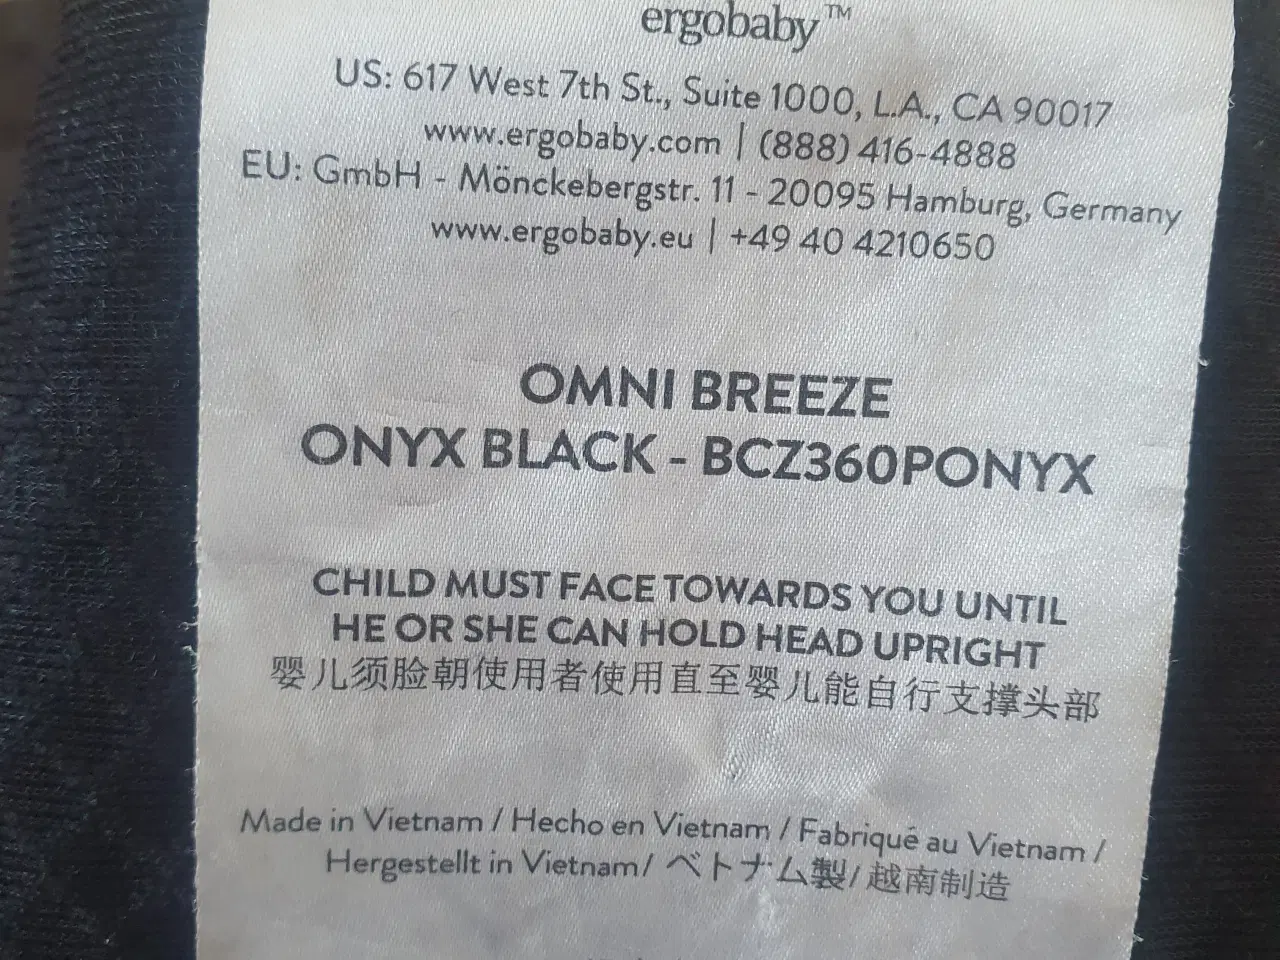 ergobaby™
US: 617 West 7th St., Suite 1000, L.A., CA 90017
www.ergobaby.com | (888) 416-4888
EU: GmbH - Mönckebergstr. 11 - 20095 Hamburg, Germany
www.ergobaby.eu | +49 40 4210650
OMNI BREEZE
ONYX BLACK - BCZ360PONYX
CHILD MUST FACE TOWARDS YOU UNTIL
HE OR SHE CAN HOLD HEAD UPRIGHT
婴儿须脸朝使用者使用直至婴儿能自行支撑头部
Made in Vietnam / Hecho en Vietnam / Fabriqué au Vietnam /
Hergestellt in Vietnam/ ベトナム製/ 越南制造